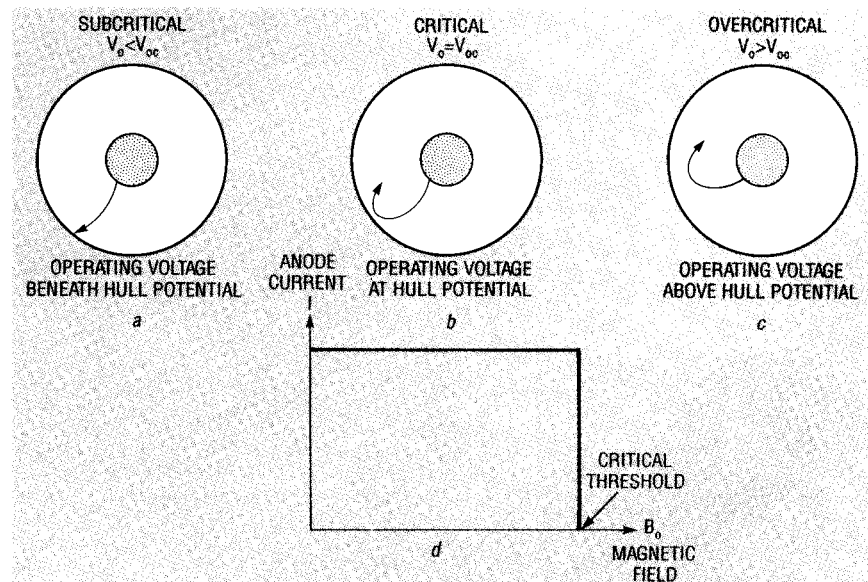 SUBCRITICAL
V₀<V₀c
CRITICAL
V₀=V₀c
OVERCRITICAL
V₀>V₀c
OPERATING VOLTAGE
BENEATH HULL POTENTIAL
a
OPERATING VOLTAGE
AT HULL POTENTIAL
b
OPERATING VOLTAGE
ABOVE HULL POTENTIAL
c
ANODE
CURRENT
I
CRITICAL
THRESHOLD
B₀
MAGNETIC
FIELD
d